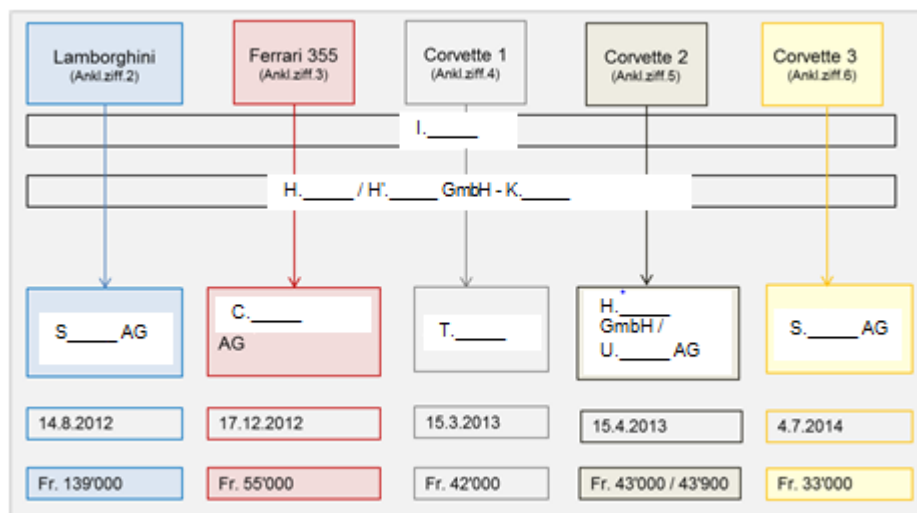 Lamborghini
(Ankl.ziff.2)
Ferrari 355
(Ankl.ziff.3)
Corvette 1
(Ankl.ziff.4)
Corvette 2
(Ankl.ziff.5)
Corvette 3
(Ankl.ziff.6)
I._____
H._____ / H'._____ GmbH - K._____
S_____ AG
C._____
AG
T._____
H.'_____
GmbH /
U._____ AG
S._____ AG
14.8.2012
17.12.2012
15.3.2013
15.4.2013
4.7.2014
Fr. 139'000
Fr. 55'000
Fr. 42'000
Fr. 43'000 / 43'900
Fr. 33'000